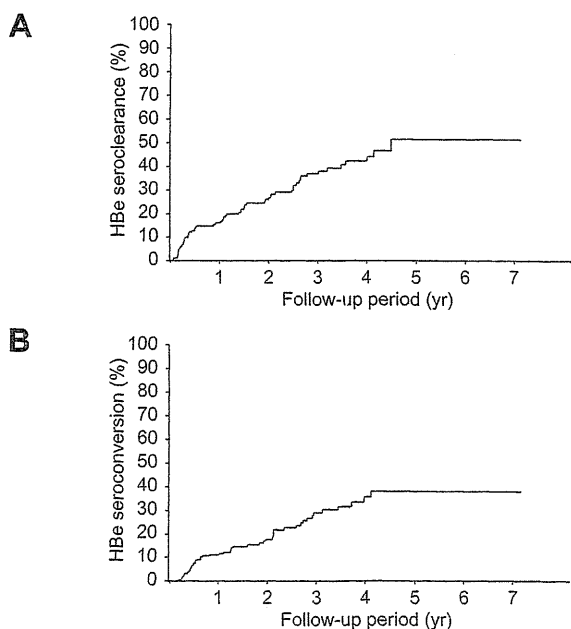 A
HBe seroclearance (%)
100
90
80
70
60
50
40
30
20
10
0
1 2 3 4 5 6 7
Follow-up period (yr)
B
HBe seroconversion (%)
100
90
80
70
60
50
40
30
20
10
0
1 2 3 4 5 6 7
Follow-up period (yr)